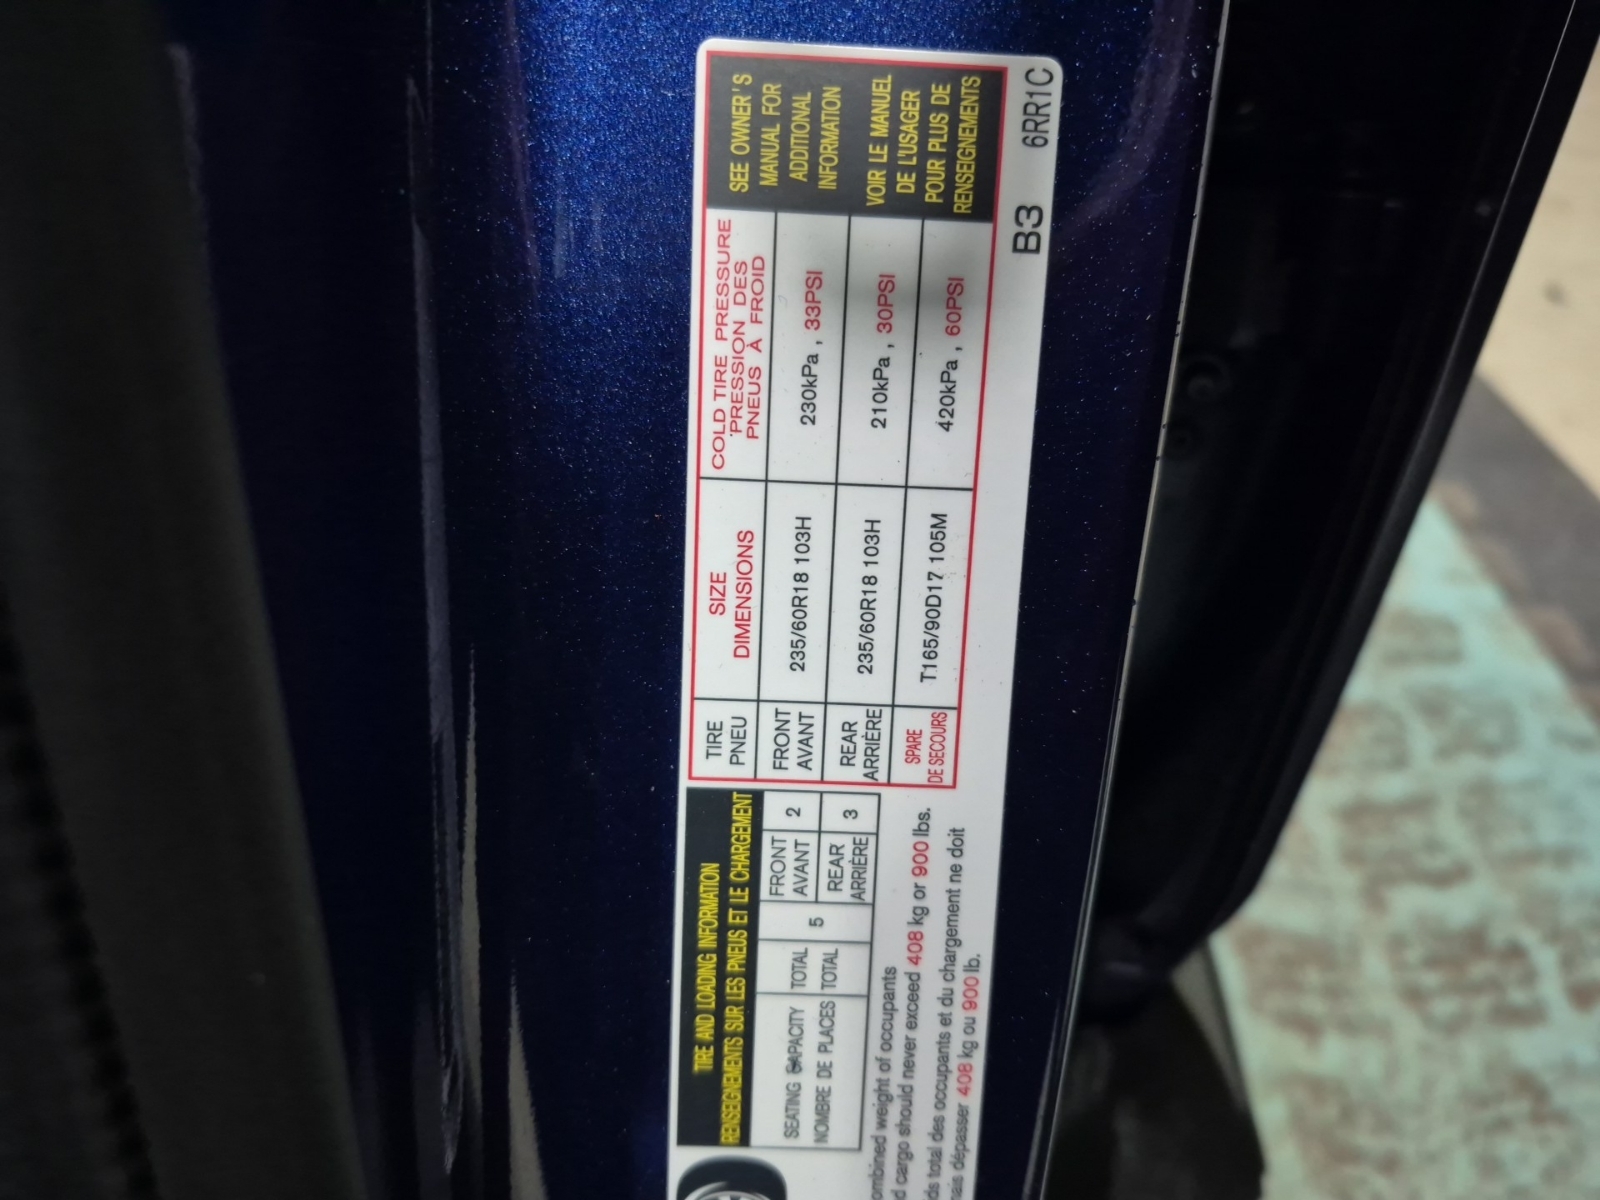 TIRE AND LOADING INFORMATION
RENSEIGNEMENTS SUR LES PNEUS ET LE CHARGEMENT
SEATING CAPACITY TOTAL 5 FRONT 2
NOMBRE DE PLACES TOTAL AVANT
REAR 3
ARRIÈRE
combined weight of occupants
cargo should never exceed 408 kg or 900 lbs.
total des occupants et du chargement ne doit
dépasser 408 kg ou 900 lb.
TIRE SIZE COLD TIRE PRESSURE
PNEU DIMENSIONS PRESSION DES
PNEUS À FROID
FRONT 235/60R18 103H 230kPa , 33PSI
AVANT
REAR 235/60R18 103H 210kPa , 30PSI
ARRIÈRE
SPARE T165/90D17 105M 420kPa , 60PSI
DE SECOURS
SEE OWNER'S
MANUAL FOR
ADDITIONAL
INFORMATION
VOIR LE MANUEL
DE L'USAGER
POUR PLUS DE
RENSEIGNEMENTS
B3 6RR1C